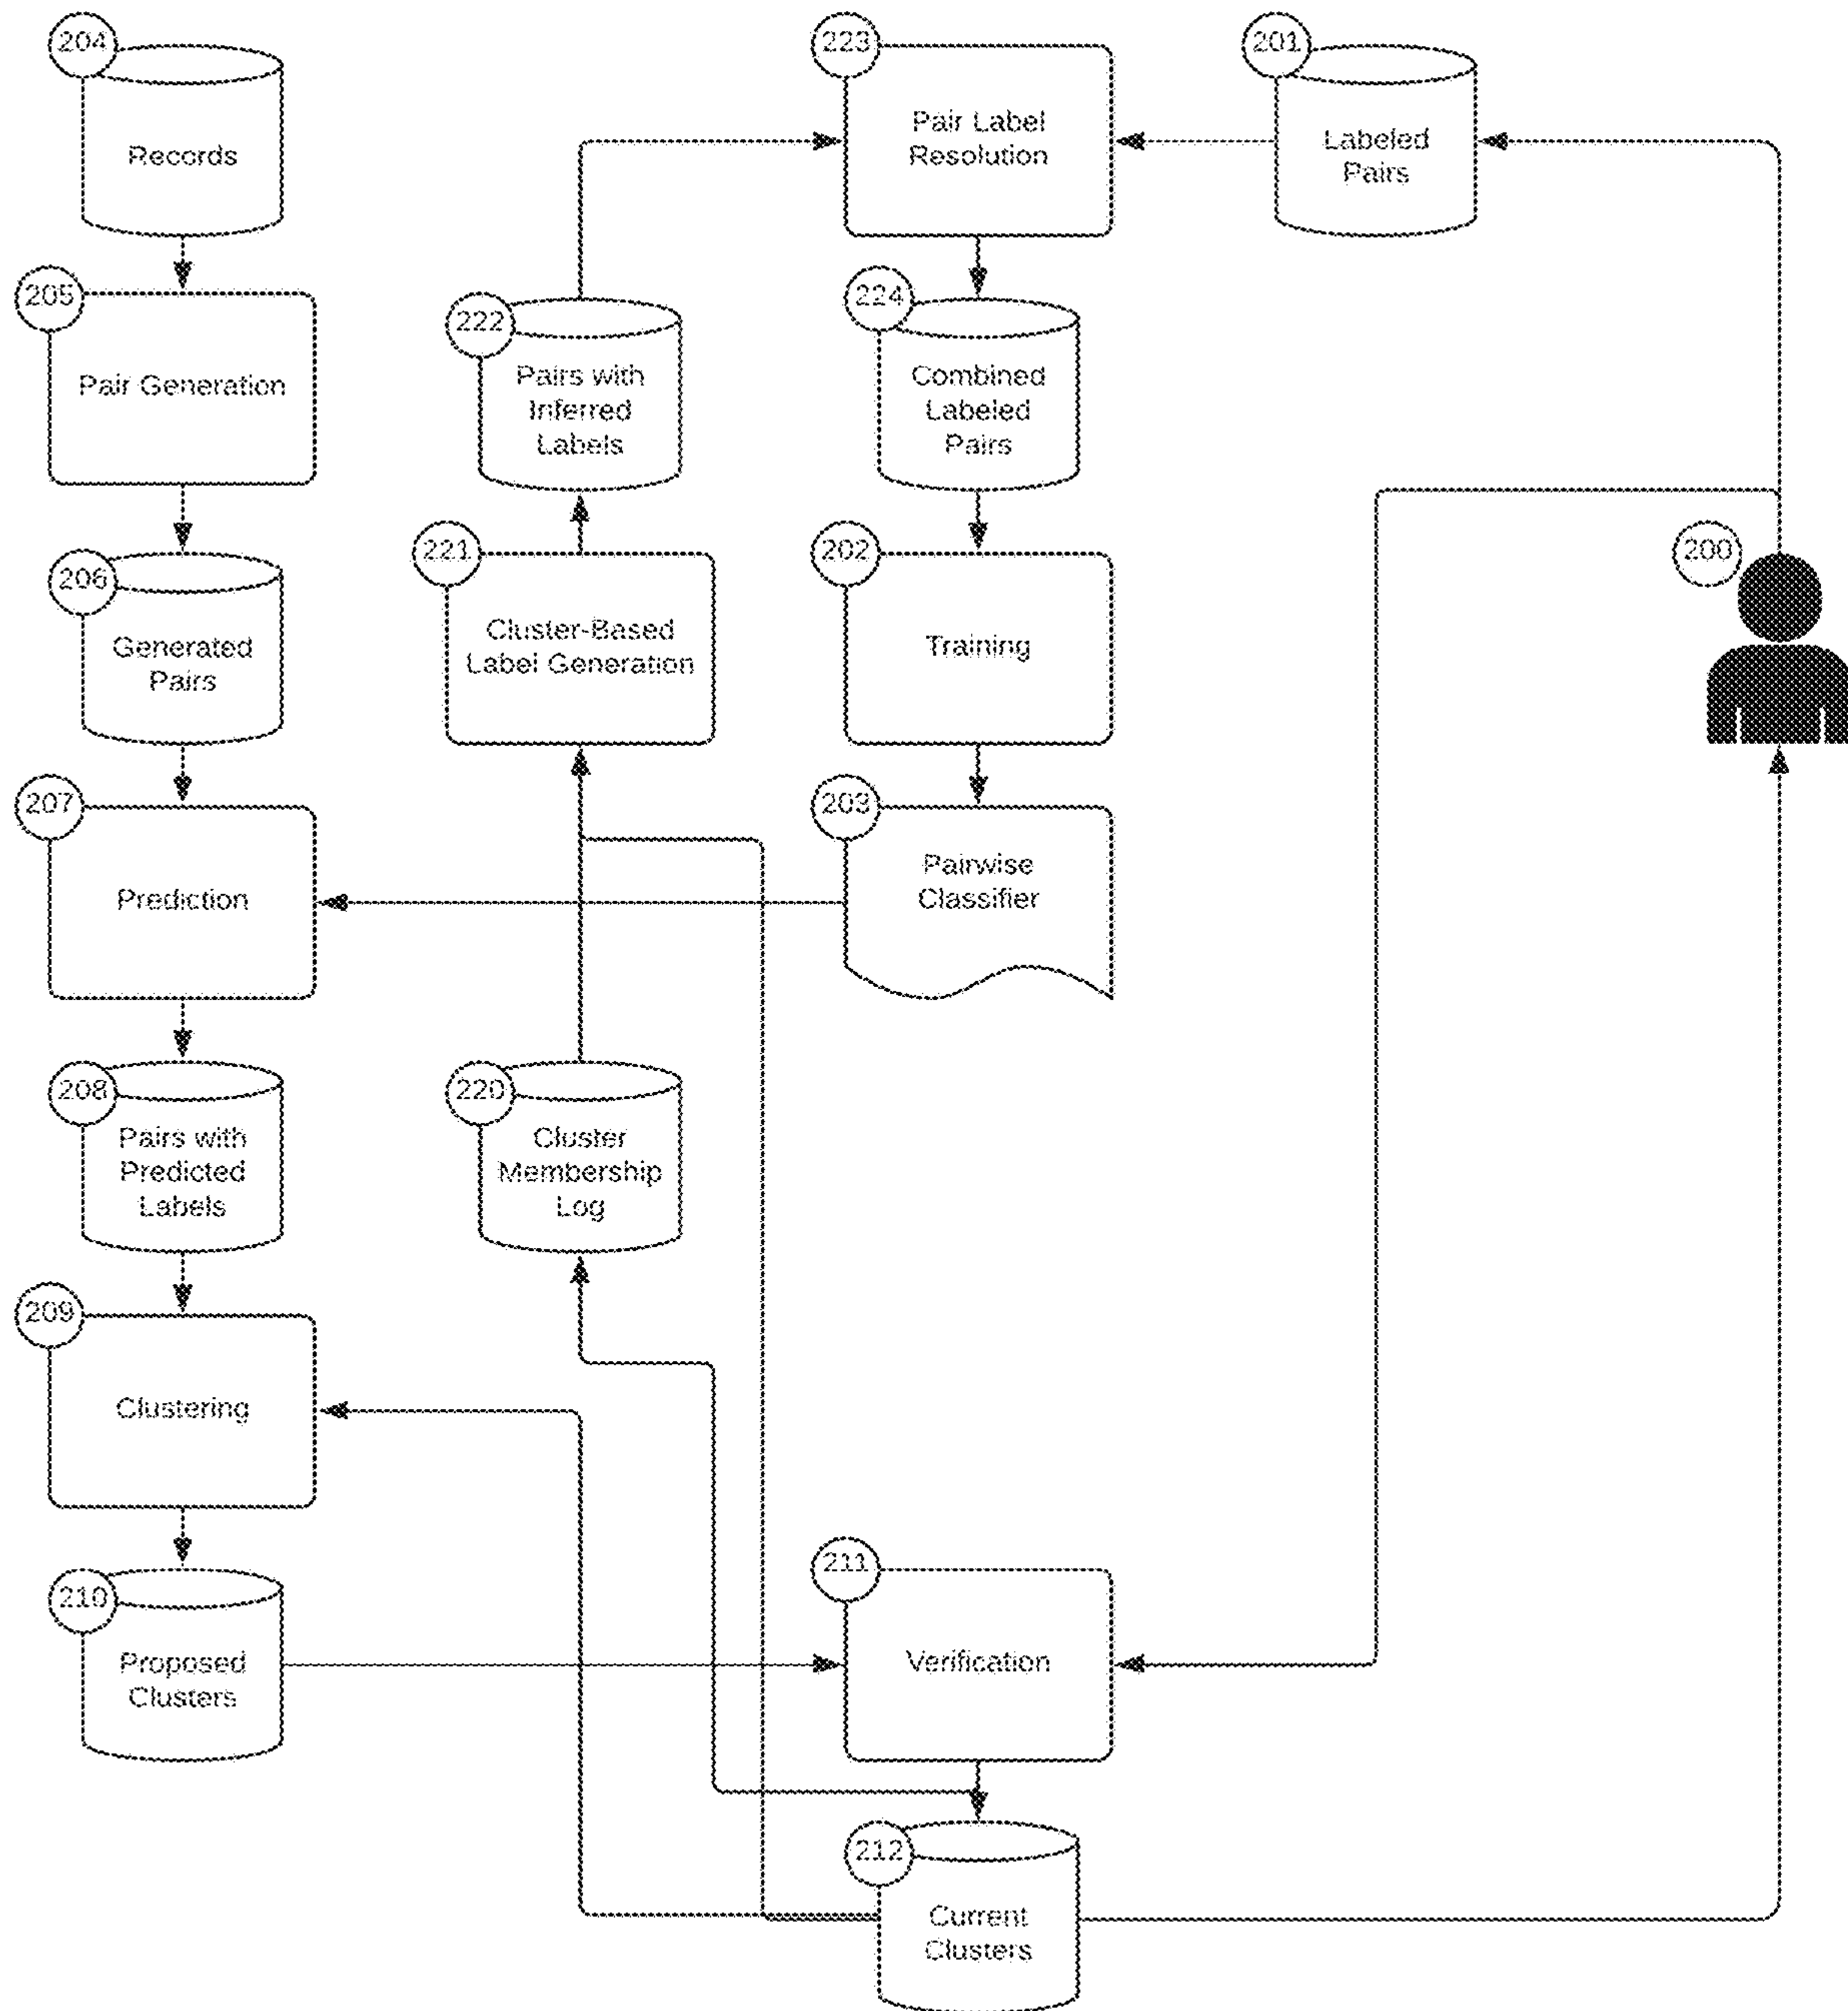 204
Records
223
Pair Label
Resolution
201
Labeled
Pairs
205
Pair Generation
222
Pairs with
Inferred
Labels
224
Combined
Labeled
Pairs
206
Generated
Pairs
221
Cluster-Based
Label Generation
202
Training
200
207
Prediction
203
Pairwise
Classifier
208
Pairs with
Predicted
Labels
220
Cluster
Membership
Log
209
Clustering
210
Proposed
Clusters
211
Verification
212
Current
Clusters